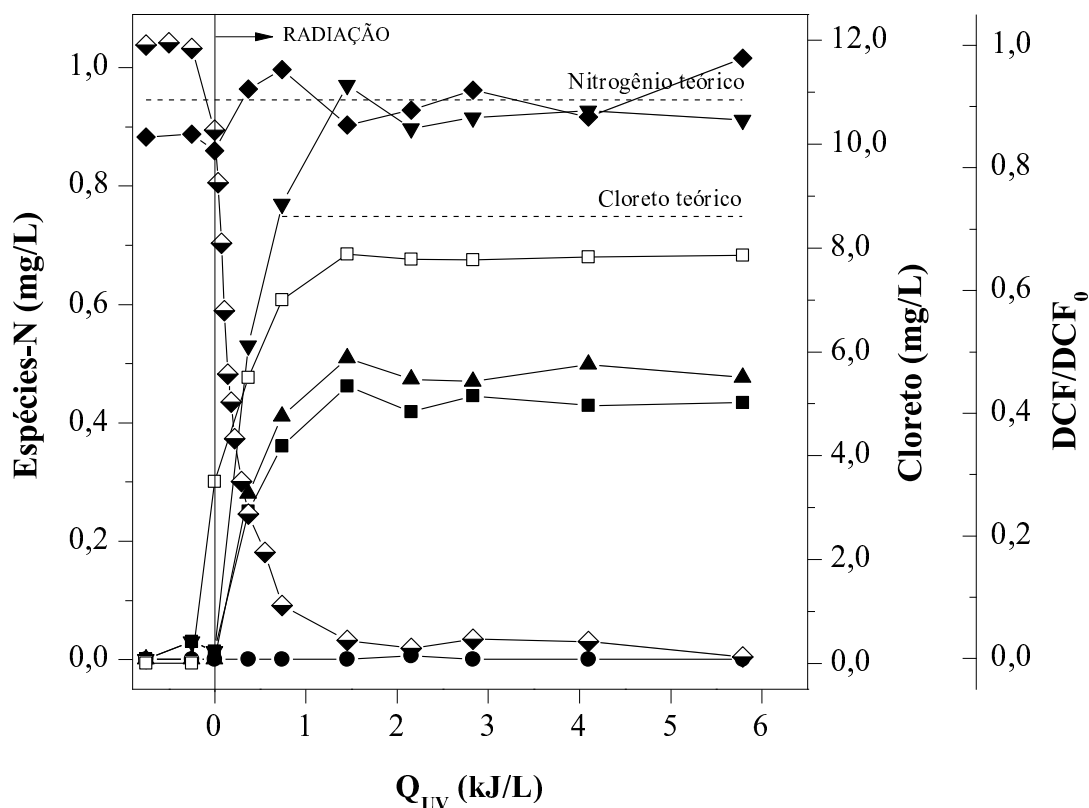 RADIAÇÃO
Nitrogênio teórico
Cloreto teórico
Espécies-N (mg/L)
1,0
0,8
0,6
0,4
0,2
0,0
12,0
10,0
8,0
6,0
4,0
2,0
0,0
Cloreto (mg/L)
1,0
0,8
0,6
0,4
0,2
0,0
DCF/DCF0
0 1 2 3 4 5 6
QUV (kJ/L)